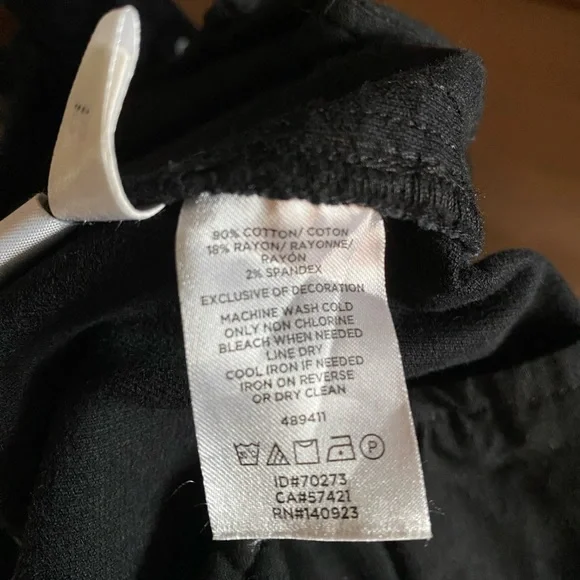 80% COTTON/ COTON
18% RAYON/ RAYONNE/
RAYÓN
2% SPANDEX
EXCLUSIVE OF DECORATION
MACHINE WASH COLD
ONLY NON CHLORINE
BLEACH WHEN NEEDED
LINE DRY
COOL IRON IF NEEDED
IRON ON REVERSE
OR DRY CLEAN
489411
P
ID#70273
CA#57421
RN#140923